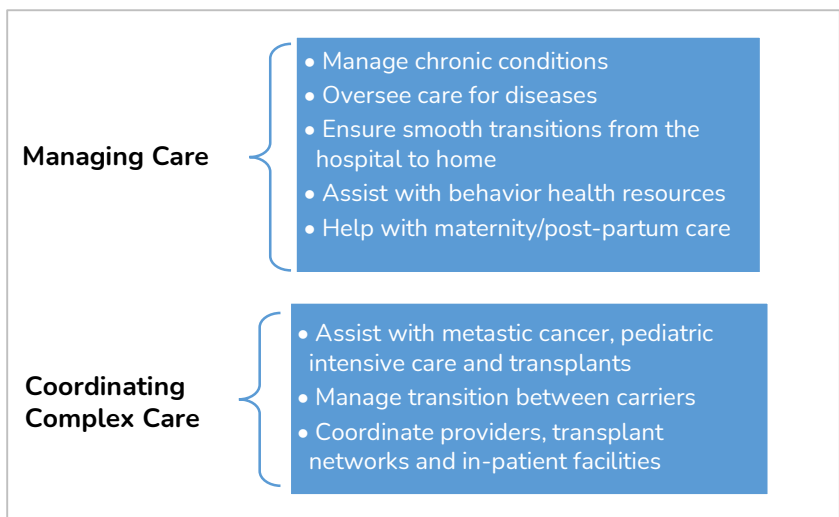 Managing Care
• Manage chronic conditions
• Oversee care for diseases
• Ensure smooth transitions from the
hospital to home
• Assist with behavior health resources
• Help with maternity/post-partum care
Coordinating
Complex Care
• Assist with metastic cancer, pediatric
intensive care and transplants
• Manage transition between carriers
• Coordinate providers, transplant
networks and in-patient facilities